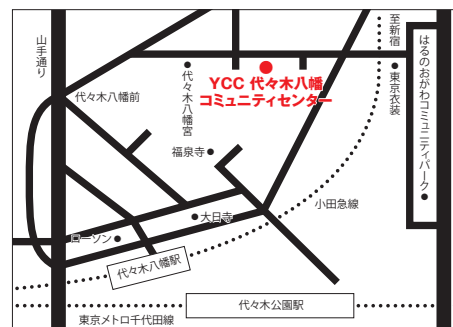 山手通り
代々木八幡前
代々木八幡宮
YCC 代々木八幡
コミュニティセンター
至新宿
東京衣装
はるのおがわコミュニティパーク
福泉寺
大日寺
小田急線
ローソン
代々木八幡駅
代々木公園駅
東京メトロ千代田線